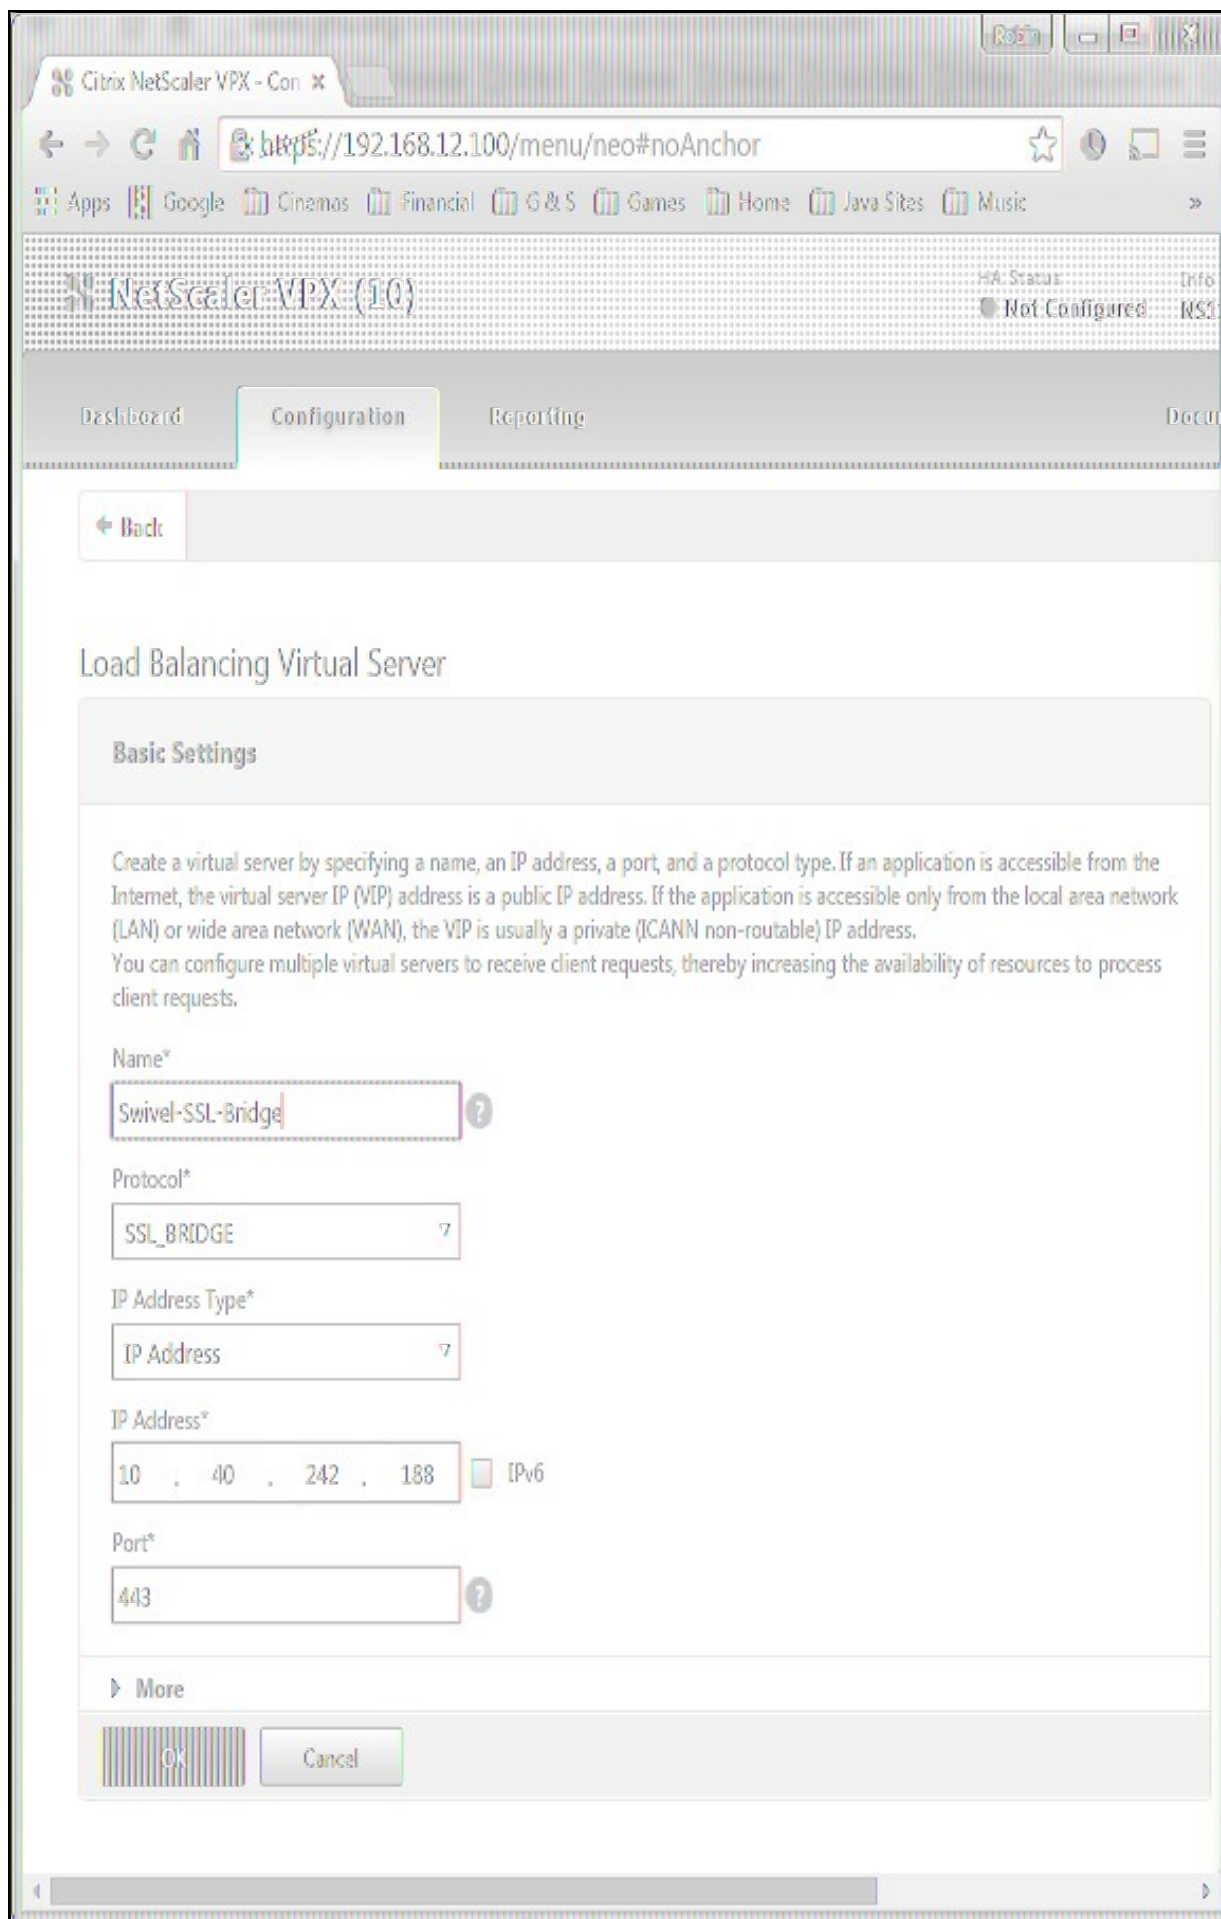 Robin
Citrix NetScaler VPX - Con
https://192.168.12.100/menu/neo#noAnchor
Apps Google Cinemas Financial G & S Games Home Java Sites Music »
NetScaler VPX (10)
HA Status Info
Not Configured NS1
Dashboard Configuration Reporting Docu
Back
Load Balancing Virtual Server
Basic Settings
Create a virtual server by specifying a name, an IP address, a port, and a protocol type. If an application is accessible from the
Internet, the virtual server IP (VIP) address is a public IP address. If the application is accessible only from the local area network
(LAN) or wide area network (WAN), the VIP is usually a private (ICANN non-routable) IP address.
You can configure multiple virtual servers to receive client requests, thereby increasing the availability of resources to process
client requests.
Name*
Swivel-SSL-Bridge
?
Protocol*
SSL_BRIDGE
IP Address Type*
IP Address
IP Address*
10 . 40 . 242 . 188 IPv6
Port*
443
?
More
OK Cancel